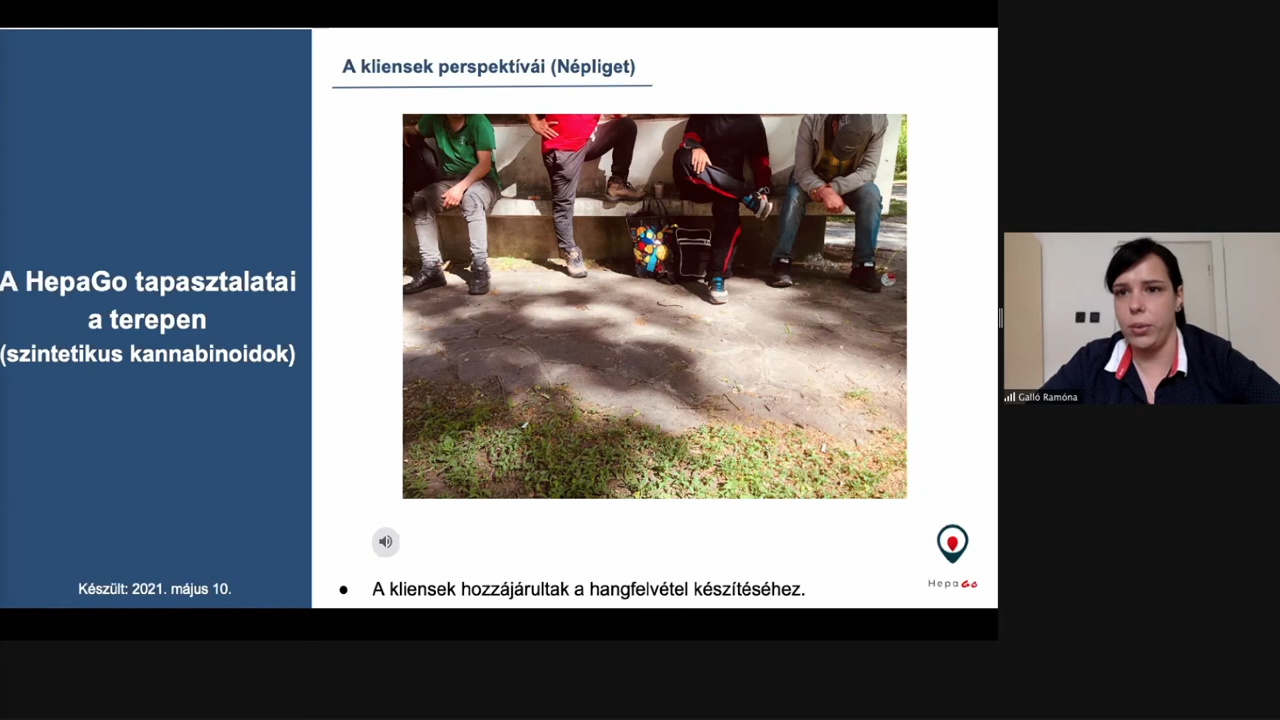 A kliensek perspektívái (Népliget)
A HepaGo tapasztalatai
a terepen
(szintetikus kannabinoidok)
Készült: 2021. május 10.
A kliensek hozzájárultak a hangfelvétel készítéséhez.
HepaGo
Galló Ramóna